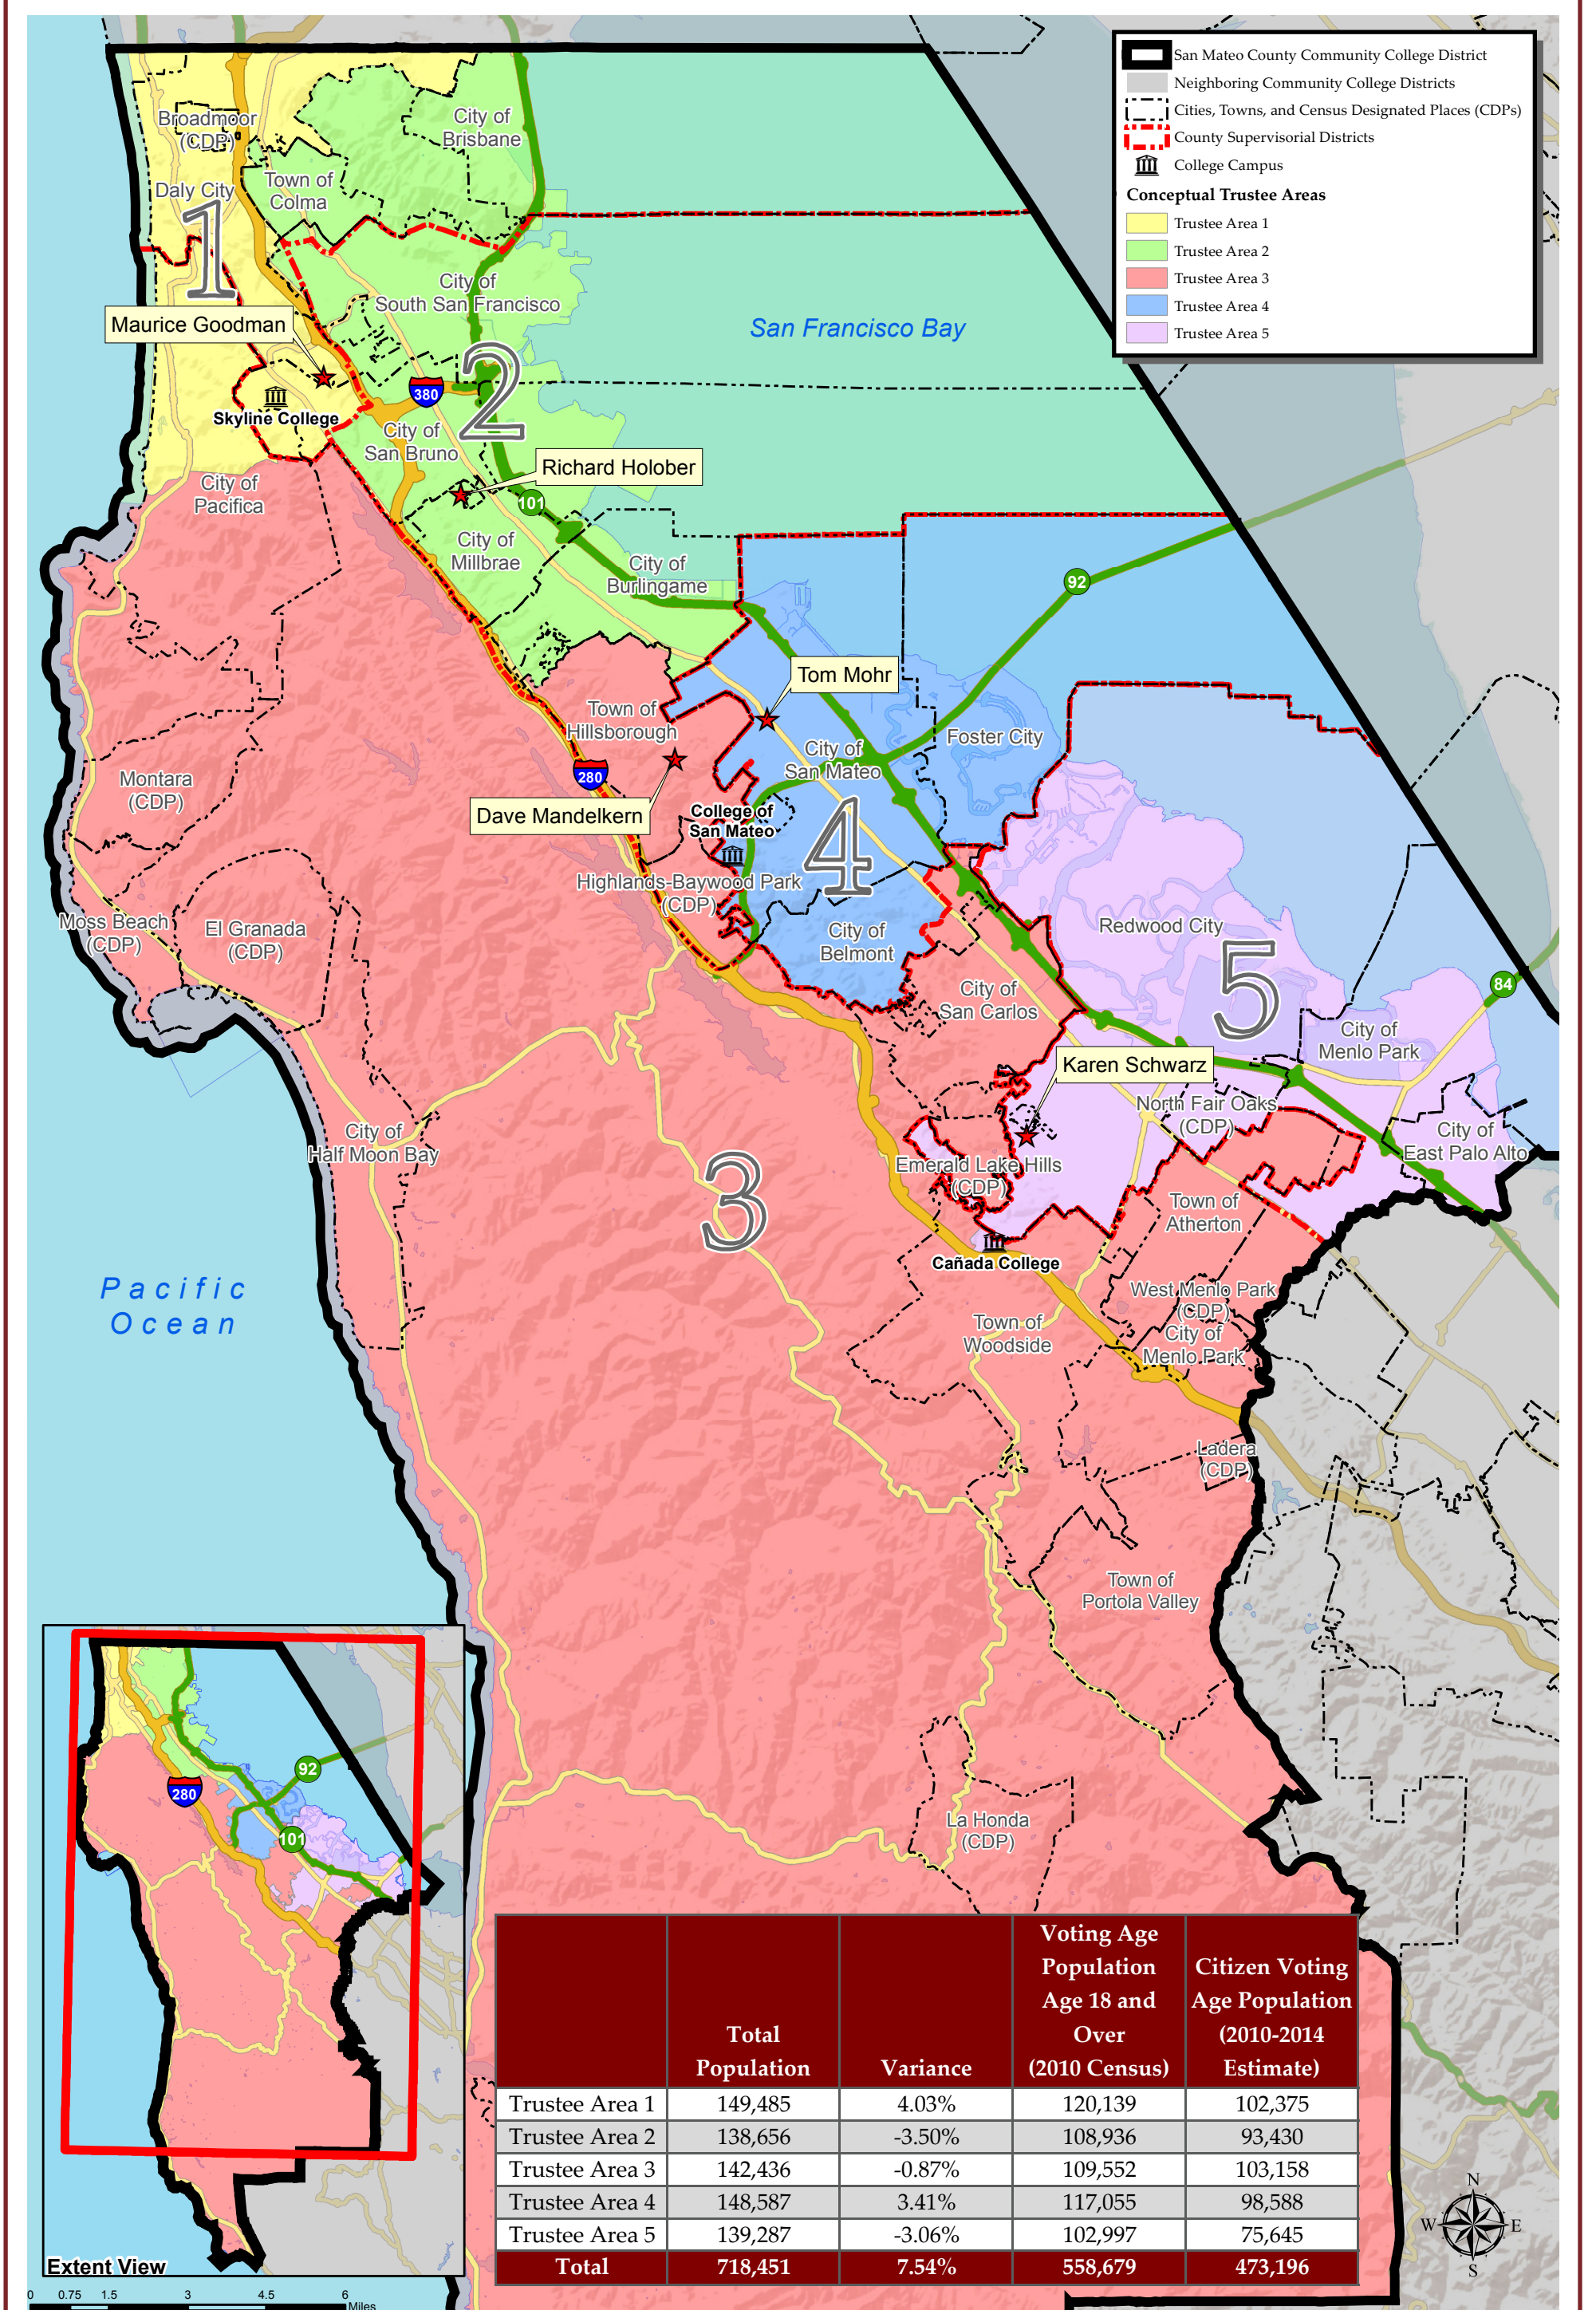 San Mateo County Community College District
Neighboring Community College Districts
Cities, Towns, and Census Designated Places (CDPs)
County Supervisorial Districts
College Campus
Conceptual Trustee Areas
Trustee Area 1
Trustee Area 2
Trustee Area 3
Trustee Area 4
Trustee Area 5
Broadmoor
(CDP)
City of
Brisbane
Daly City
Town of
Colma
1
City of
South San Francisco
San Francisco Bay
Maurice Goodman
2
380
Skyline College
City of
San Bruno
Richard Holober
City of
Pacifica
101
City of
Millbrae
City of
Burlingame
92
Tom Mohr
Town of
Hillsborough
Foster City
City of
San Mateo
280
Montara
(CDP)
Dave Mandelkern
College of
San Mateo
4
Highlands-Baywood Park
(CDP)
Moss Beach
(CDP)
El Granada
(CDP)
City of
Belmont
Redwood City
5
84
City of
San Carlos
City of
Menlo Park
Karen Schwarz
North Fair Oaks
(CDP)
City of
Half Moon Bay
City of
East Palo Alto
3
Emerald Lake Hills
(CDP)
Town of
Atherton
Cañada College
Pacific
Ocean
West Menlo Park
(CDP)
City of
Menlo Park
Town of
Woodside
Ladera
(CDP)
Town of
Portola Valley
La Honda
(CDP)
92
280
101
Extent View
0 0.75 1.5 3 4.5 6
Miles
Total Population Variance Voting Age Population Age 18 and Over (2010 Census) Citizen Voting Age Population (2010-2014 Estimate)
Trustee Area 1 149,485 4.03% 120,139 102,375
Trustee Area 2 138,656 -3.50% 108,936 93,430
Trustee Area 3 142,436 -0.87% 109,552 103,158
Trustee Area 4 148,587 3.41% 117,055 98,588
Trustee Area 5 139,287 -3.06% 102,997 75,645
Total 718,451 7.54% 558,679 473,196
N
W E
S